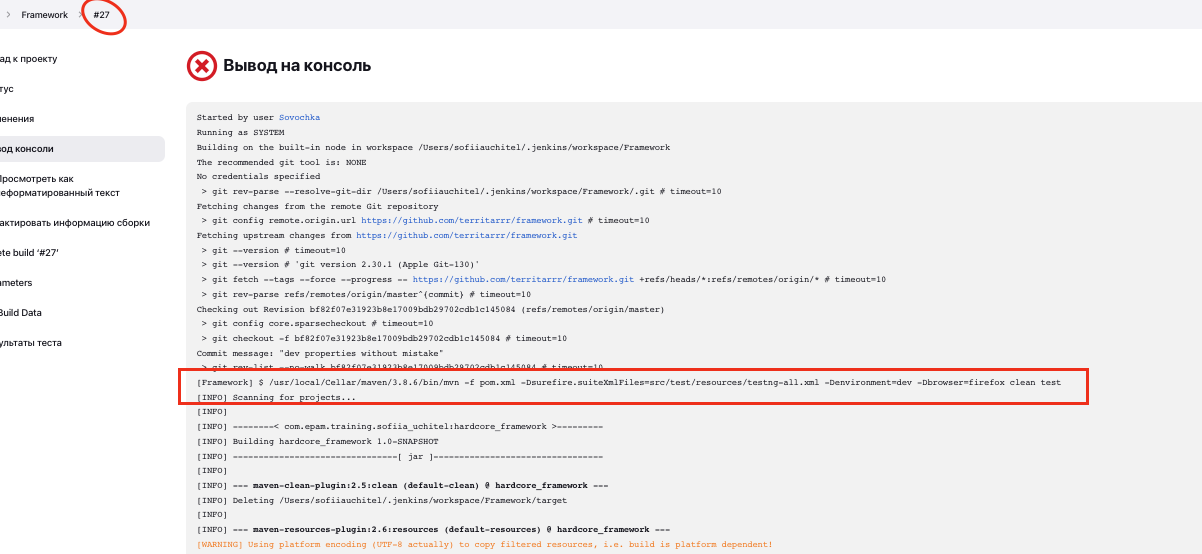 Framework #27
ад к проекту
тус
енения
од консоли
Просмотреть как
неформатированный текст
актировать информацию сборки
ete build ‘#27’
ameters
Build Data
ультаты теста
Вывод на консоль
Started by user Sovochka
Running as SYSTEM
Building on the built-in node in workspace /Users/sofiiauchitel/.jenkins/workspace/Framework
The recommended git tool is: NONE
No credentials specified
> git rev-parse --resolve-git-dir /Users/sofiiauchitel/.jenkins/workspace/Framework/.git # timeout=10
Fetching changes from the remote Git repository
> git config remote.origin.url https://github.com/territarrr/framework.git # timeout=10
Fetching upstream changes from https://github.com/territarrr/framework.git
> git --version # timeout=10
> git --version # 'git version 2.30.1 (Apple Git-130)'
> git fetch --tags --force --progress -- https://github.com/territarrr/framework.git +refs/heads/*:refs/remotes/origin/* # timeout=10
> git rev-parse refs/remotes/origin/master^{commit} # timeout=10
Checking out Revision bf82f07e31923b8e17009bdb29702cdb1c145084 (refs/remotes/origin/master)
> git config core.sparsecheckout # timeout=10
> git checkout -f bf82f07e31923b8e17009bdb29702cdb1c145084 # timeout=10
Commit message: "dev properties without mistake"
> git rev-list --no-walk bf82f07e31923b8e17009bdb29702cdb1c145084 # timeout=10
[Framework] $ /usr/local/Cellar/maven/3.8.6/bin/mvn -f pom.xml -Dsurefire.suiteXmlFiles=src/test/resources/testng-all.xml -Denvironment=dev -Dbrowser=firefox clean test
[INFO] Scanning for projects...
[INFO]
[INFO] --------< com.epam.training.sofiia_uchitel:hardcore_framework >---------
[INFO] Building hardcore_framework 1.0-SNAPSHOT
[INFO] --------------------------------[ jar ]---------------------------------
[INFO]
[INFO] --- maven-clean-plugin:2.5:clean (default-clean) @ hardcore_framework ---
[INFO] Deleting /Users/sofiiauchitel/.jenkins/workspace/Framework/target
[INFO]
[INFO] --- maven-resources-plugin:2.6:resources (default-resources) @ hardcore_framework ---
[WARNING] Using platform encoding (UTF-8 actually) to copy filtered resources, i.e. build is platform dependent!